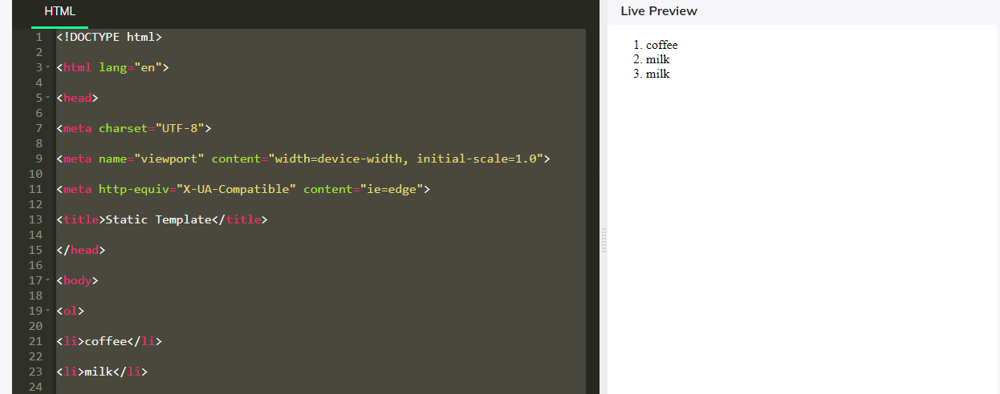 HTML
Live Preview
1 <!DOCTYPE html>
2
3 <html lang="en">
4
5 <head>
6
7 <meta charset="UTF-8">
8
9 <meta name="viewport" content="width=device-width, initial-scale=1.0">
10
11 <meta http-equiv="X-UA-Compatible" content="ie=edge">
12
13 <title>Static Template</title>
14
15 </head>
16
17 <body>
18
19 <ol>
20
21 <li>coffee</li>
22
23 <li>milk</li>
24
1. coffee
2. milk
3. milk